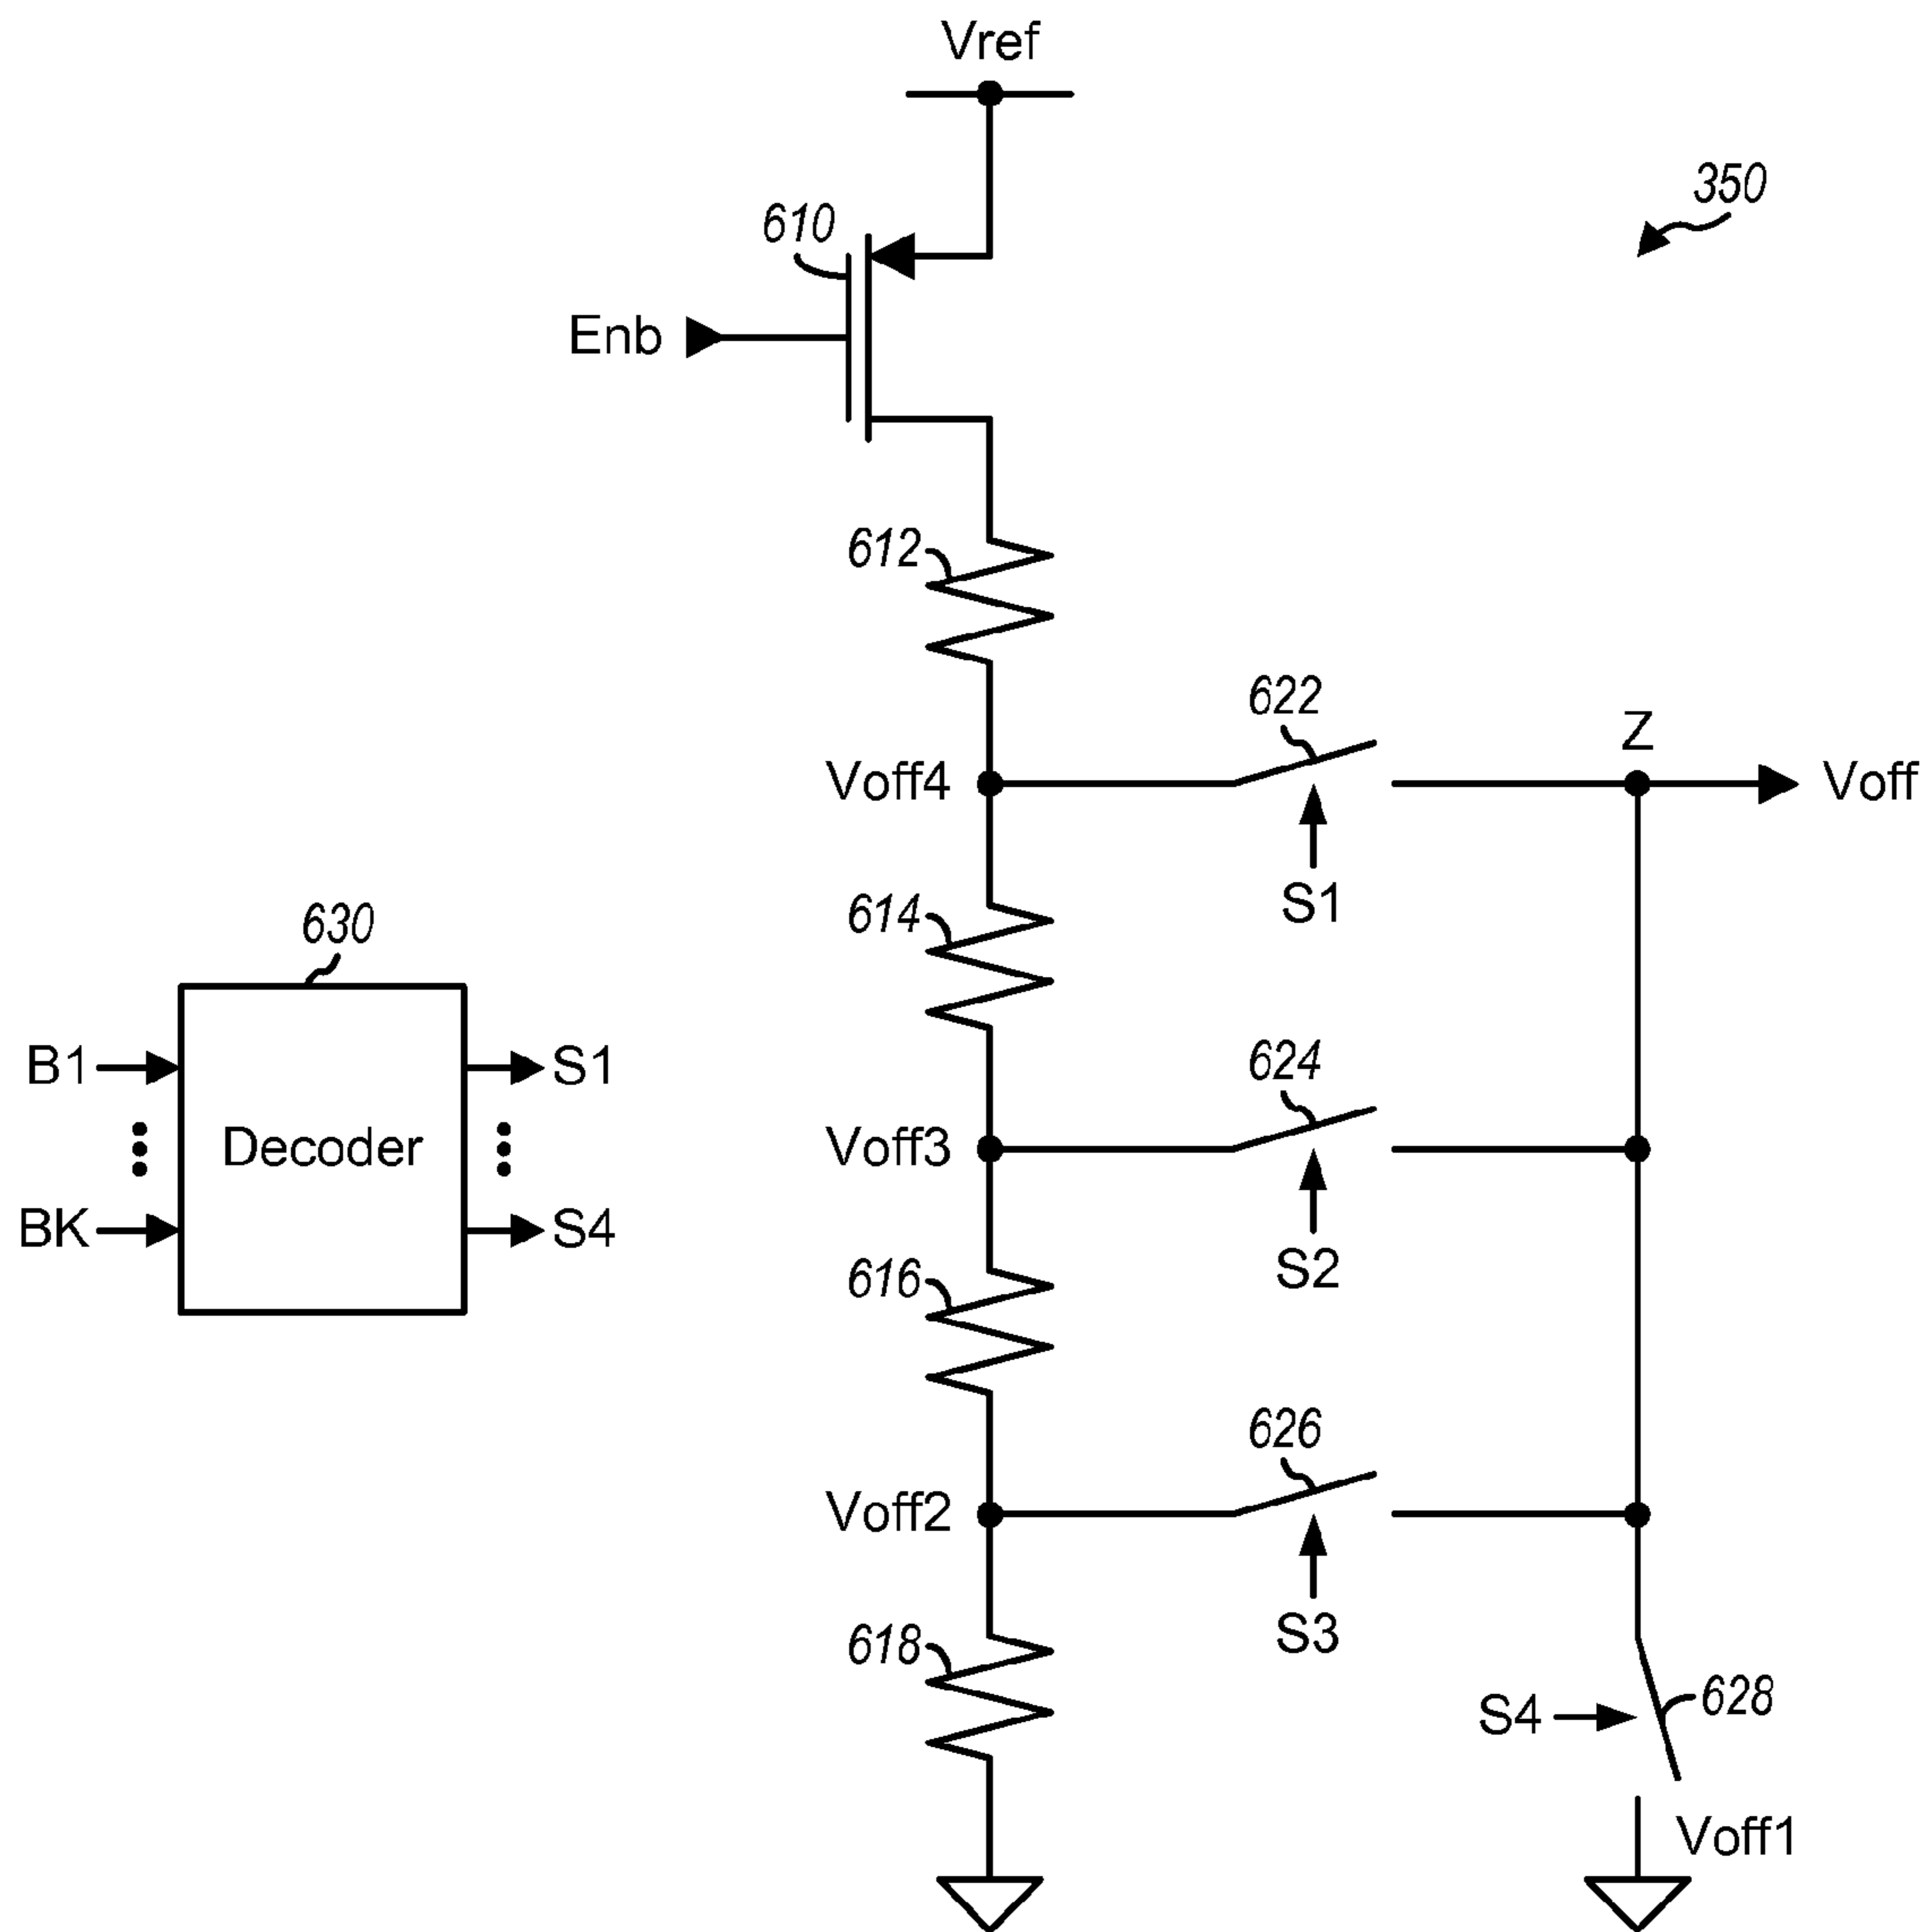 Vref
350
610
Enb
612
622
Z
Voff4
Voff
S1
614
630
624
B1
S1
Decoder
Voff3
BK
S4
S2
616
626
Voff2
S3
618
S4
628
Voff1